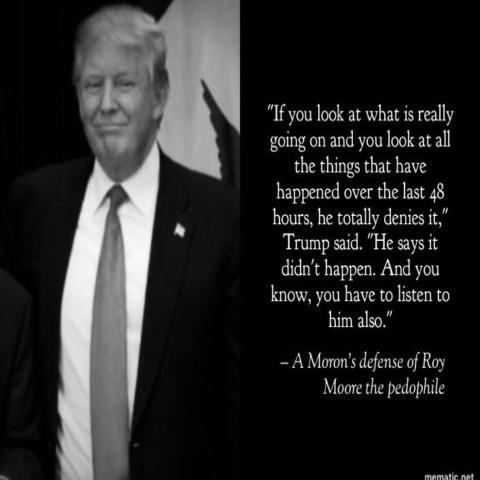 "If you look at what is really
going on and you look at all
the things that have
happened over the last 48
hours, he totally denies it,"
Trump said. "He says it
didn't happen. And you
know, you have to listen to
him also."
– A Moron's defense of Roy
Moore the pedophile
mematic.net